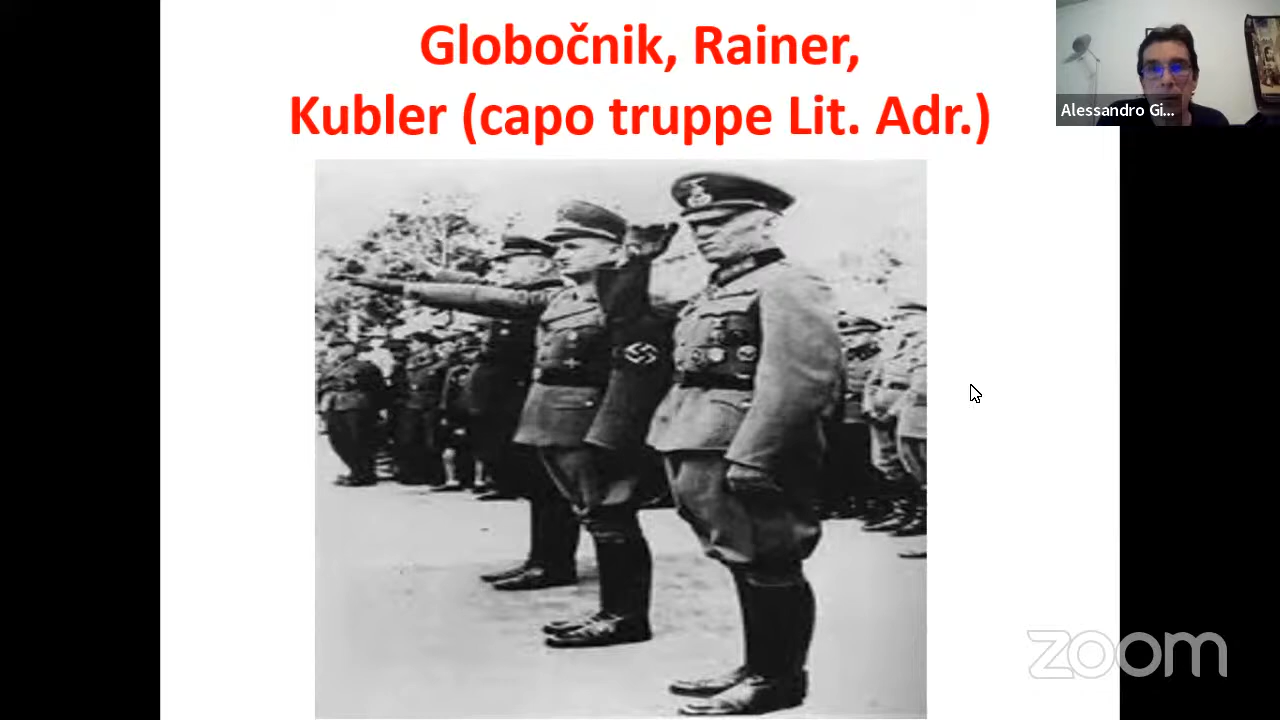 Globočnik, Rainer,
Kubler (capo truppe Lit. Adr.)
Alessandro Gi...
zoom